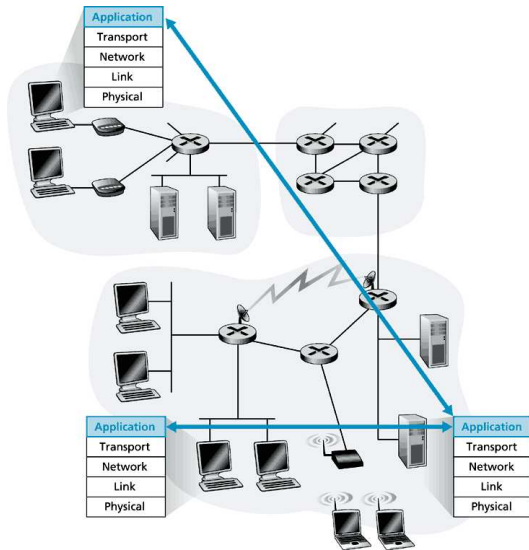 Application
Transport
Network
Link
Physical
Application
Transport
Network
Link
Physical
Application
Transport
Network
Link
Physical